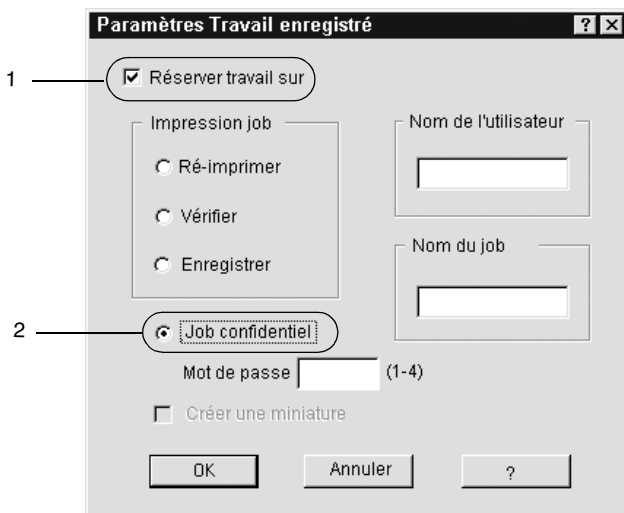 Paramètres Travail enregistré
1
Réserver travail sur
Impression job
Nom de l'utilisateur
Ré-imprimer
Vérifier
Enregistrer
Nom du job
2
Job confidentiel
Mot de passe (1-4)
Créer une miniature
OK Annuler ?